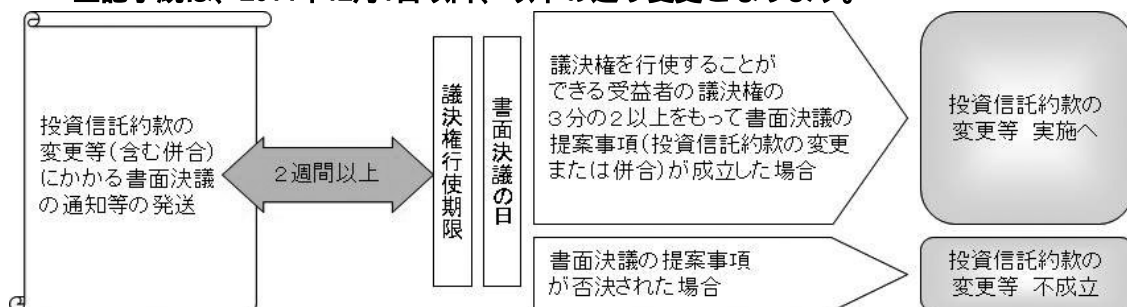 投資信託約款の
変更等(含む併合)
にかかる書面決議
の通知等の発送
2週間以上
議決権行使期限
書面決議の日
議決権を行使することが
できる受益者の議決権の
3分の2以上をもって書面決議の
提案事項(投資信託約款の変更
または併合)が成立した場合
投資信託約款の
変更等 実施へ
書面決議の提案事項
が否決された場合
投資信託約款の
変更等 不成立